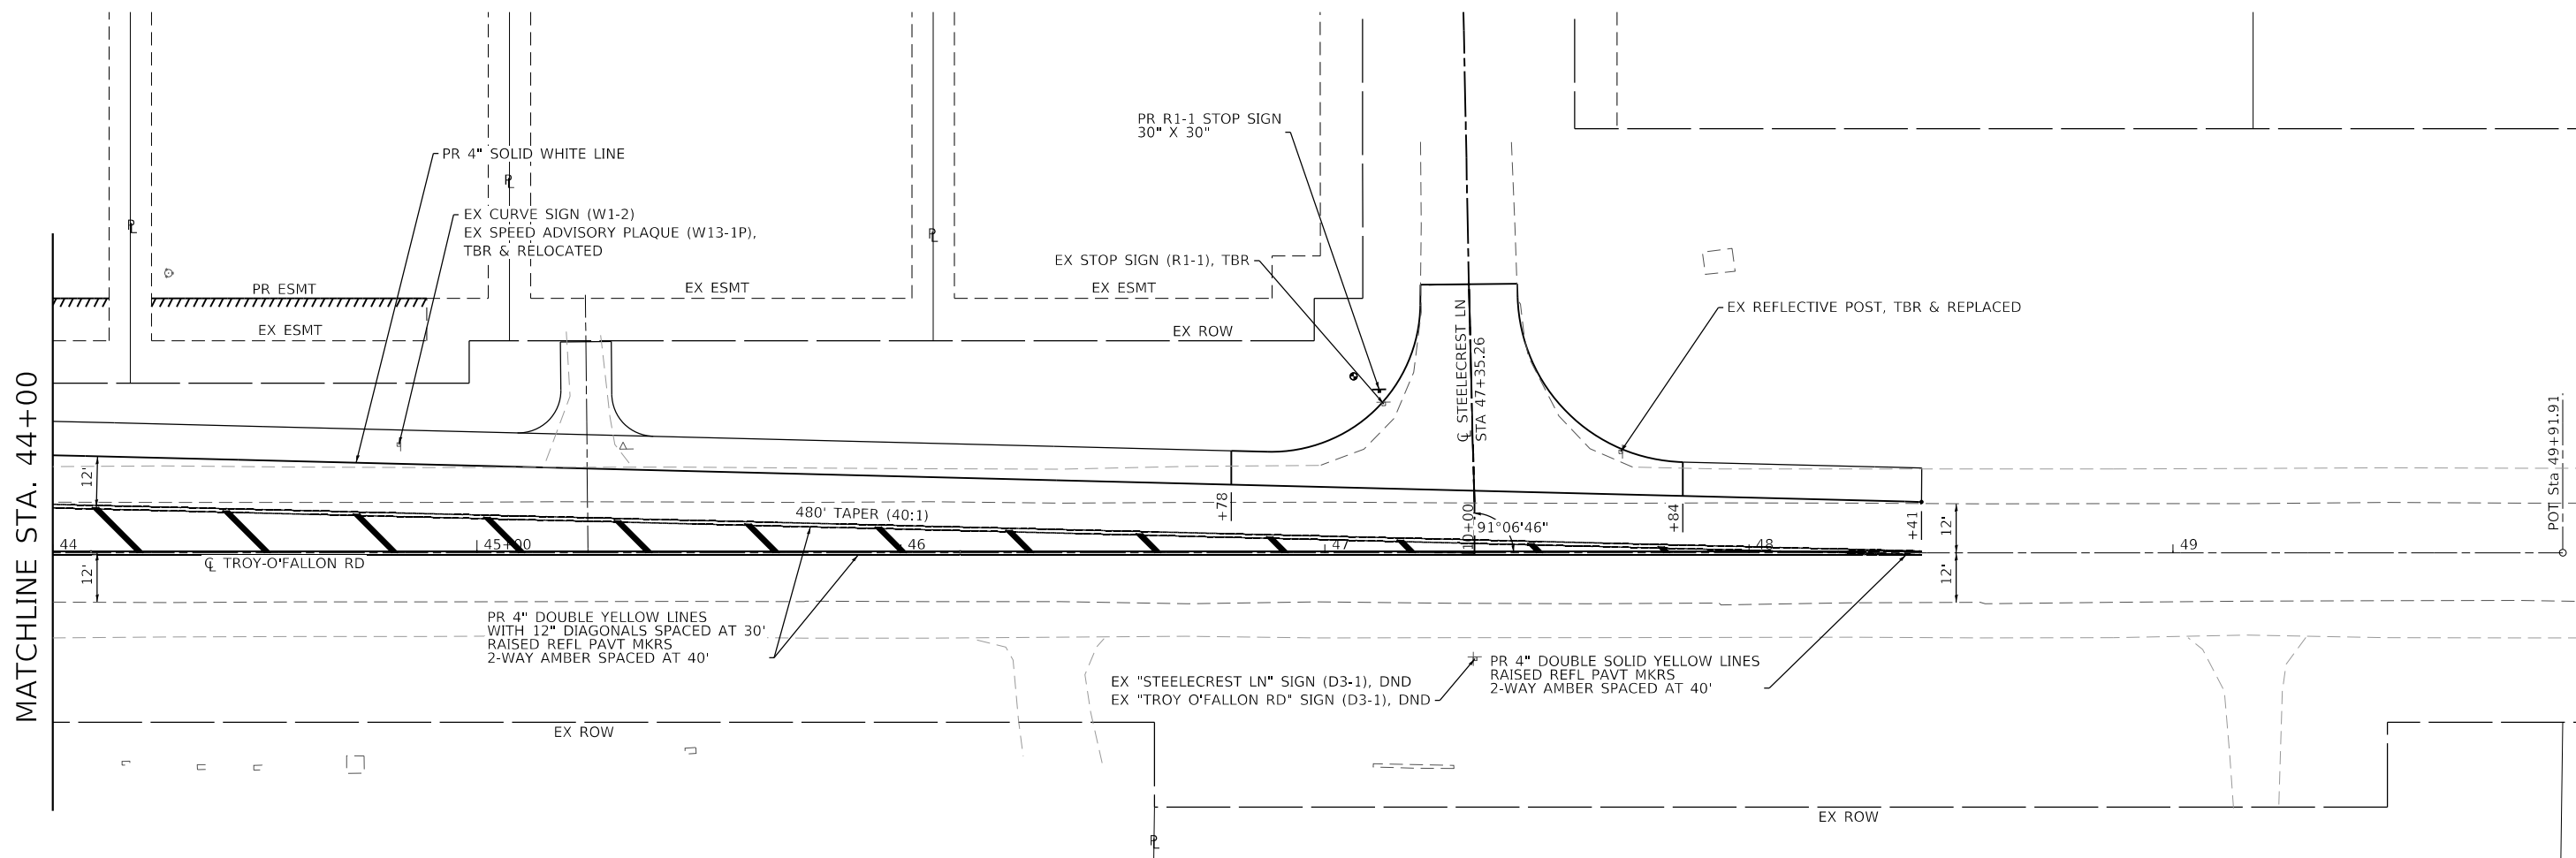 MATCHLINE STA. 44+00
PR 4" SOLID WHITE LINE
EX CURVE SIGN (W1-2)
EX SPEED ADVISORY PLAQUE (W13-1P),
TBR & RELOCATED
PR R1-1 STOP SIGN
30" X 30"
EX STOP SIGN (R1-1), TBR
EX REFLECTIVE POST, TBR & REPLACED
PR ESMT
EX ESMT
EX ESMT
EX ESMT
EX ROW
℄ STEELECREST LN
STA 47+35.26
POT Sta 49+91.91
12'
480' TAPER (40:1)
+78
10+00
91°06'46"
+84
+41
12'
44
45+00
46
47
48
49
℄ TROY-O'FALLON RD
12'
12'
PR 4" DOUBLE YELLOW LINES
WITH 12" DIAGONALS SPACED AT 30'
RAISED REFL PAVT MKRS
2-WAY AMBER SPACED AT 40'
EX "STEELECREST LN" SIGN (D3-1), DND
EX "TROY O'FALLON RD" SIGN (D3-1), DND
PR 4" DOUBLE SOLID YELLOW LINES
RAISED REFL PAVT MKRS
2-WAY AMBER SPACED AT 40'
EX ROW
EX ROW
PL
PL
PL
PL